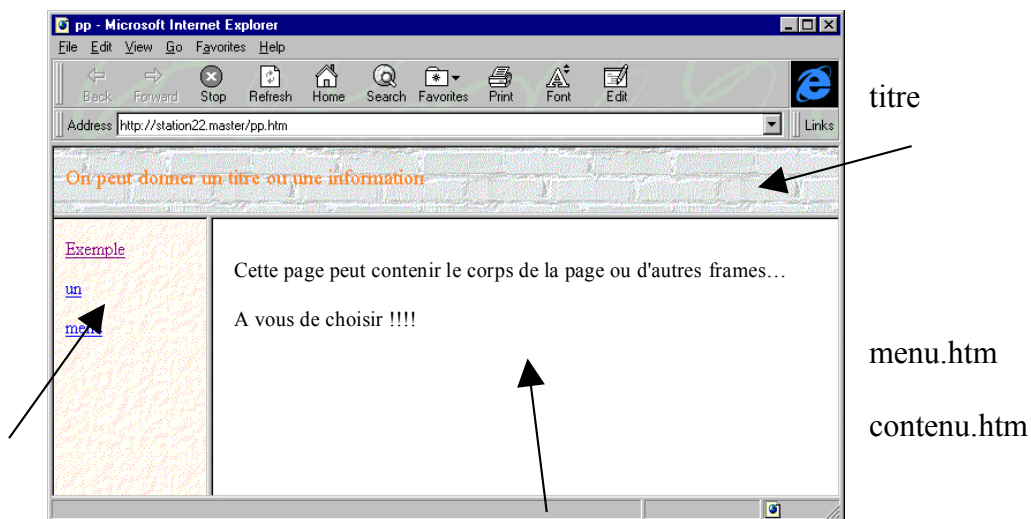 pp - Microsoft Internet Explorer
File Edit View Go Favorites Help
Back Forward Stop Refresh Home Search Favorites Print Font Edit
Address http://station22.master/pp.htm Links
titre
On peut donner un titre ou une information
Exemple
un
menu
Cette page peut contenir le corps de la page ou d'autres frames…
A vous de choisir !!!!
menu.htm
contenu.htm